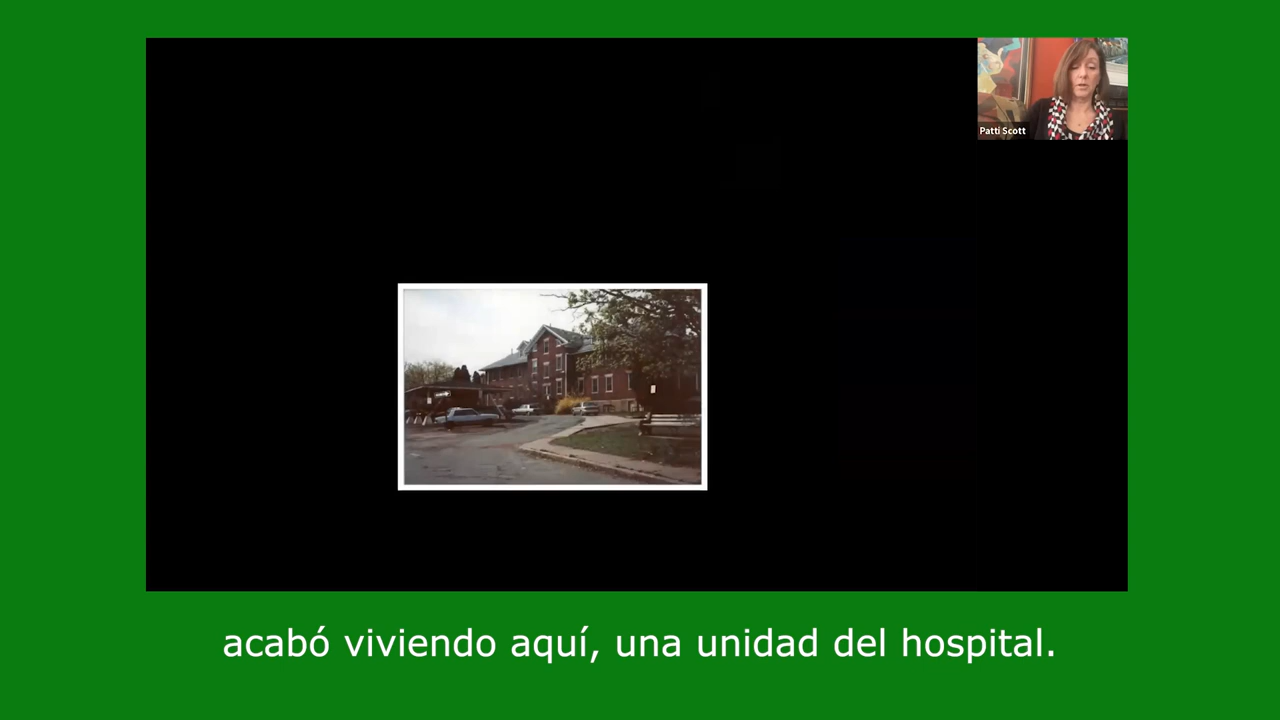 Patti Scott
acabó viviendo aquí, una unidad del hospital.